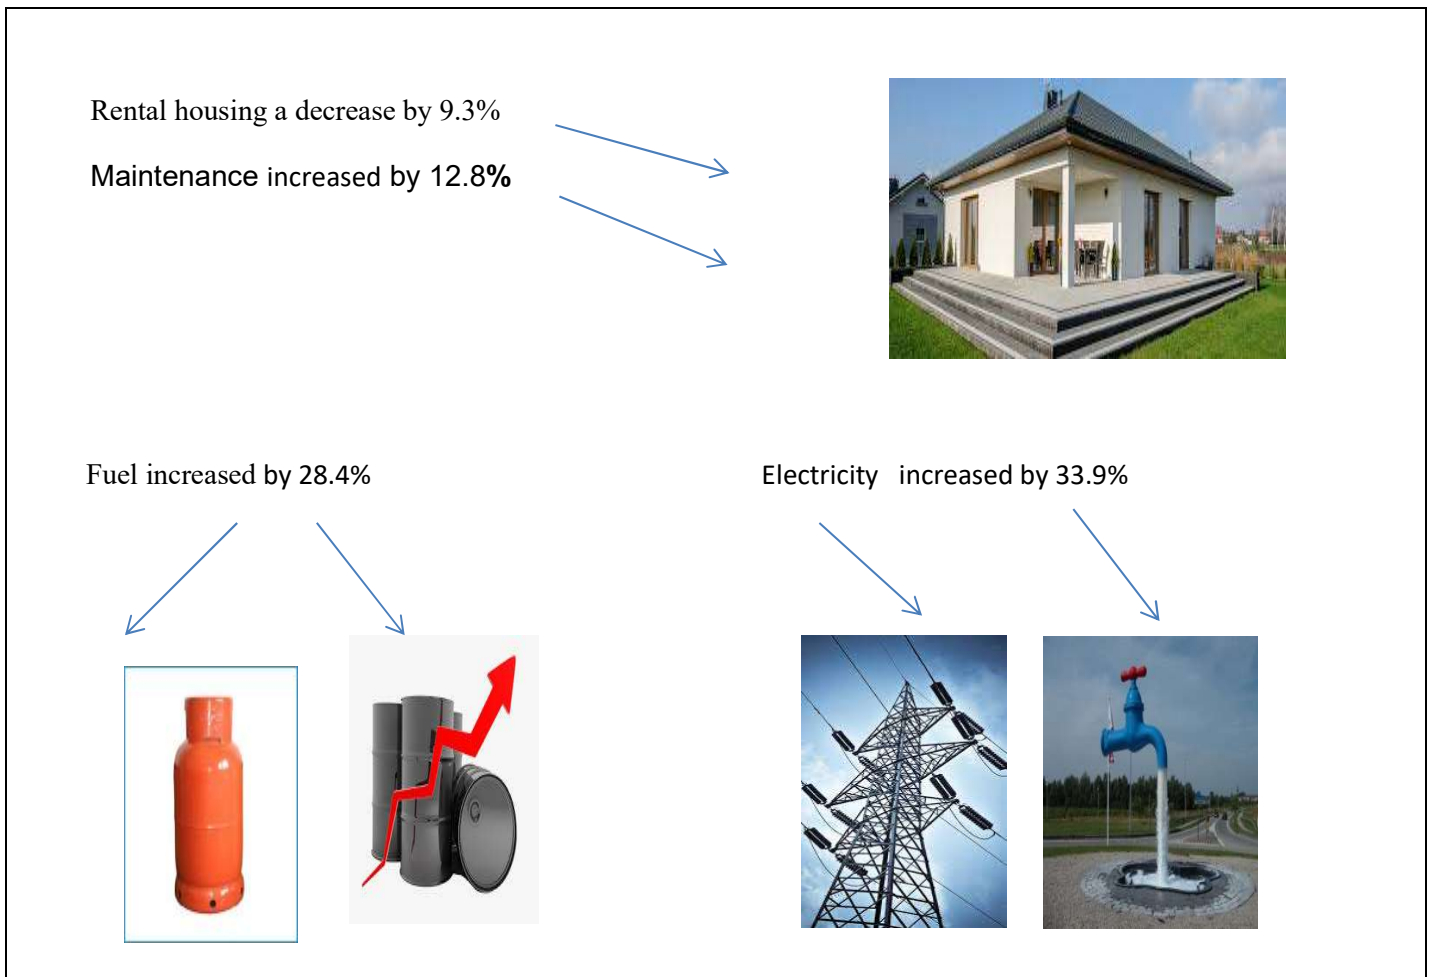 Rental housing a decrease by 9.3%
Maintenance increased by 12.8%
Fuel increased by 28.4%
Electricity increased by 33.9%